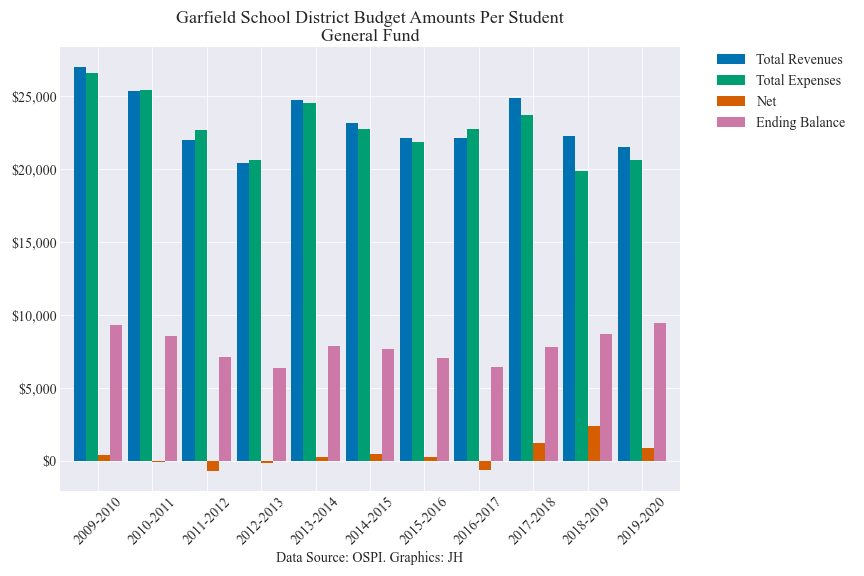 Garfield School District Budget Amounts Per Student
General Fund
Total Revenues
Total Expenses
Net
Ending Balance
$25,000
$20,000
$15,000
$10,000
$5,000
$0
2009-2010
2010-2011
2011-2012
2012-2013
2013-2014
2014-2015
2015-2016
2016-2017
2017-2018
2018-2019
2019-2020
Data Source: OSPI. Graphics: JH